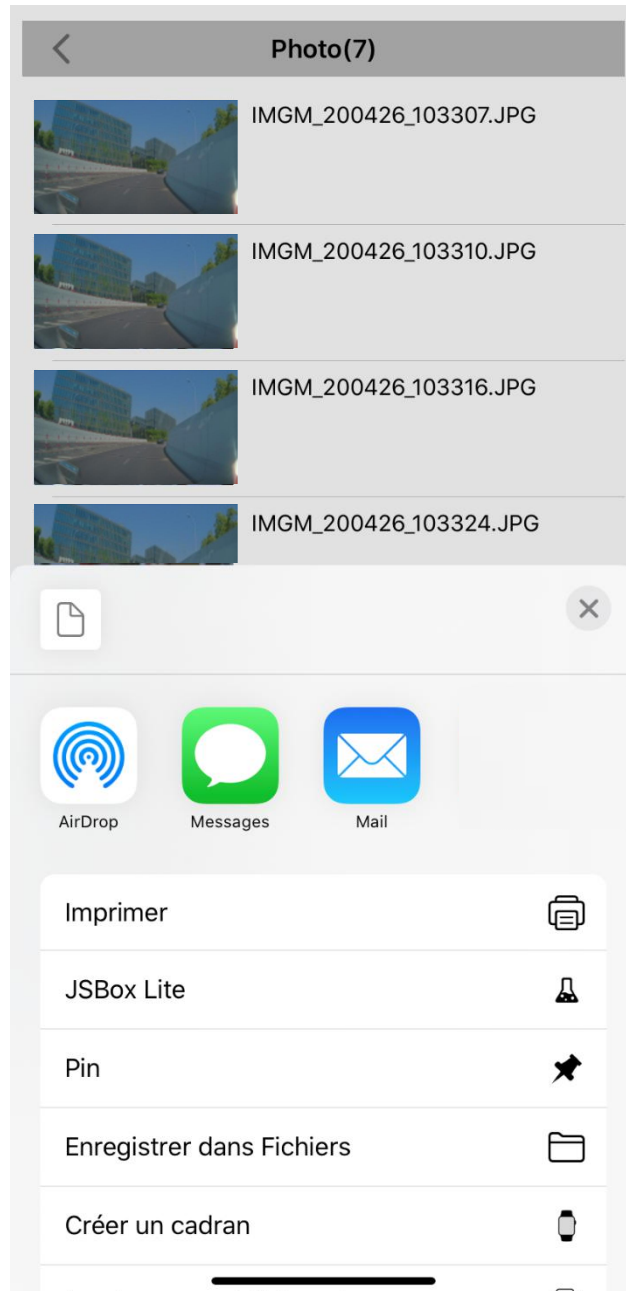 Photo(7)
IMGM_200426_103307.JPG
IMGM_200426_103310.JPG
IMGM_200426_103316.JPG
IMGM_200426_103324.JPG
AirDrop Messages Mail
Imprimer
JSBox Lite
Pin
Enregistrer dans Fichiers
Créer un cadran